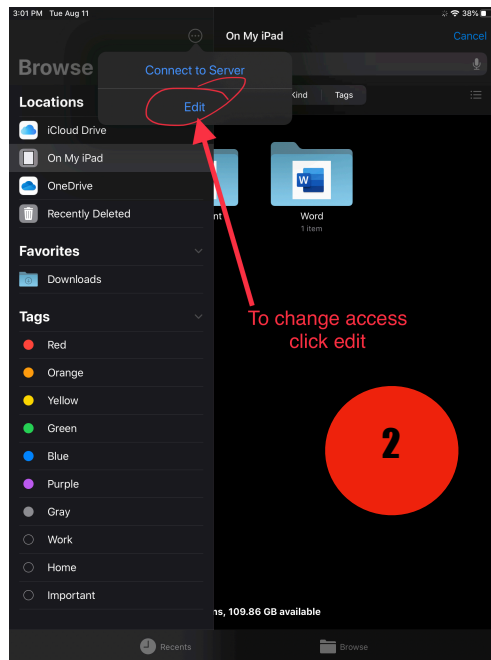 3:01 PM Tue Aug 11
38%
On My iPad
Cancel
Browse
Connect to Server
Edit
Kind
Tags
Locations
iCloud Drive
On My iPad
OneDrive
Recently Deleted
W
nt
Word
1 item
Favorites
Downloads
Tags
Red
Orange
Yellow
Green
Blue
Purple
Gray
Work
Home
Important
To change access
click edit
2
ns, 109.86 GB available
Recents
Browse